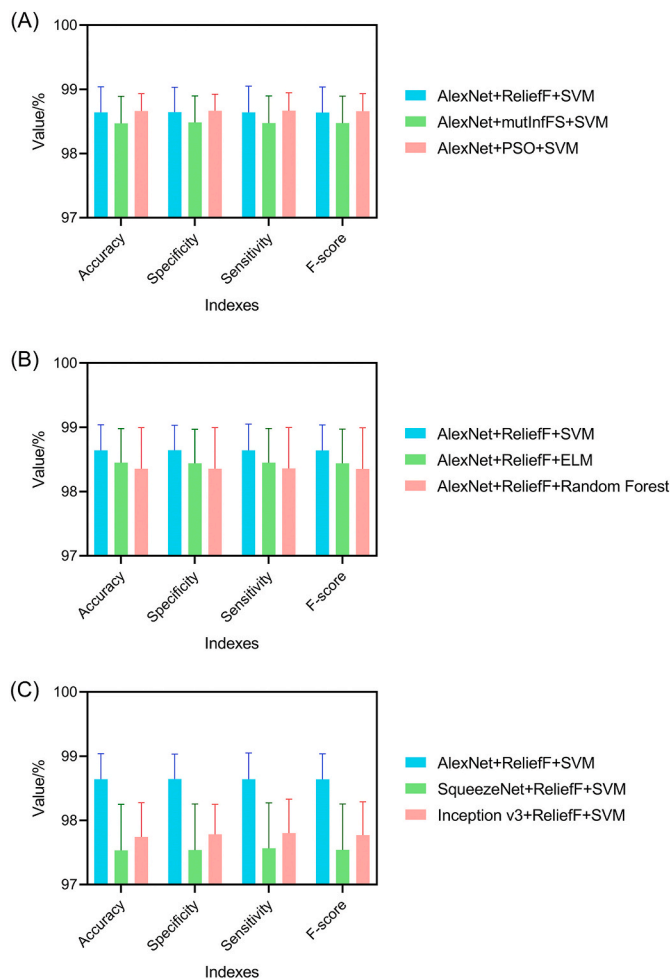 (A)
100
99
98
97
Value/%
Accuracy
Specificity
Sensitivity
F-score
Indexes
AlexNet+ReliefF+SVM
AlexNet+mutInfFS+SVM
AlexNet+PSO+SVM
(B)
100
99
98
97
Value/%
Accuracy
Specificity
Sensitivity
F-score
Indexes
AlexNet+ReliefF+SVM
AlexNet+ReliefF+ELM
AlexNet+ReliefF+Random Forest
(C)
100
99
98
97
Value/%
Accuracy
Specificity
Sensitivity
F-score
Indexes
AlexNet+ReliefF+SVM
SqueezeNet+ReliefF+SVM
Inception v3+ReliefF+SVM